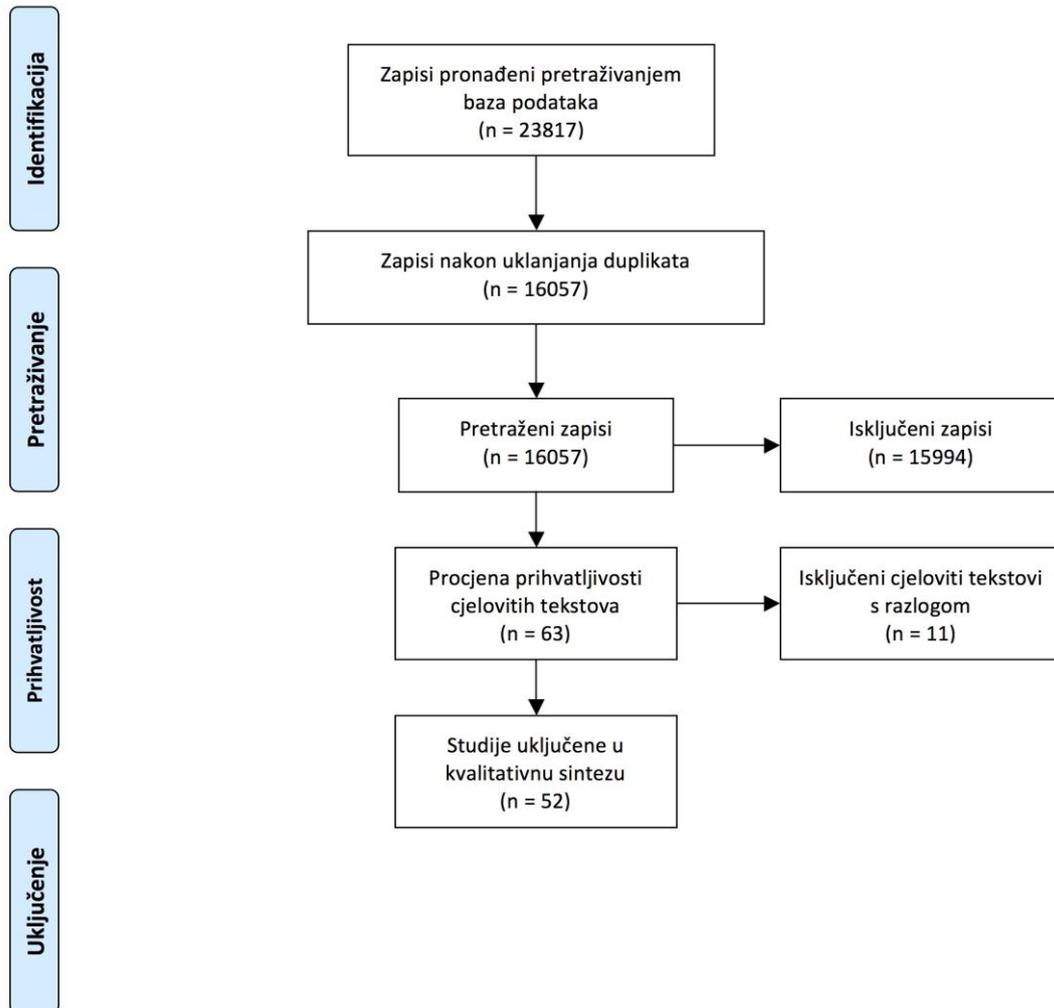 Identifikacija
Zapisi pronađeni pretraživanjem
baza podataka
(n = 23817)
Zapisi nakon uklanjanja duplikata
(n = 16057)
Pretraživanje
Pretraženi zapisi
(n = 16057)
Isključeni zapisi
(n = 15994)
Prihvatljivost
Procjena prihvatljivosti
cjelovitih tekstova
(n = 63)
Isključeni cjeloviti tekstovi
s razlogom
(n = 11)
Studije uključene u
kvalitativnu sintezu
(n = 52)
Uključenje